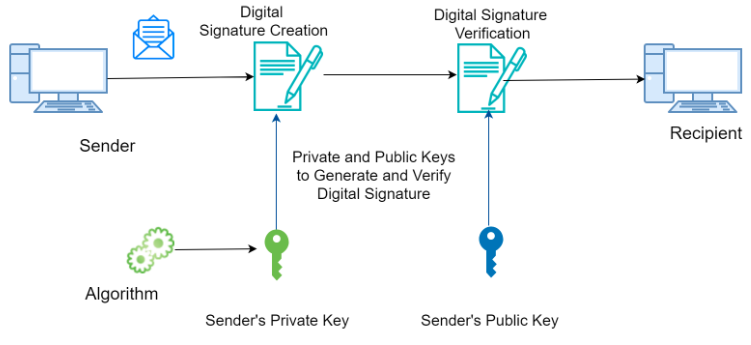 Digital
Signature Creation
Digital Signature
Verification
Sender
Recipient
Private and Public Keys
to Generate and Verify
Digital Signature
Algorithm
Sender's Private Key
Sender's Public Key